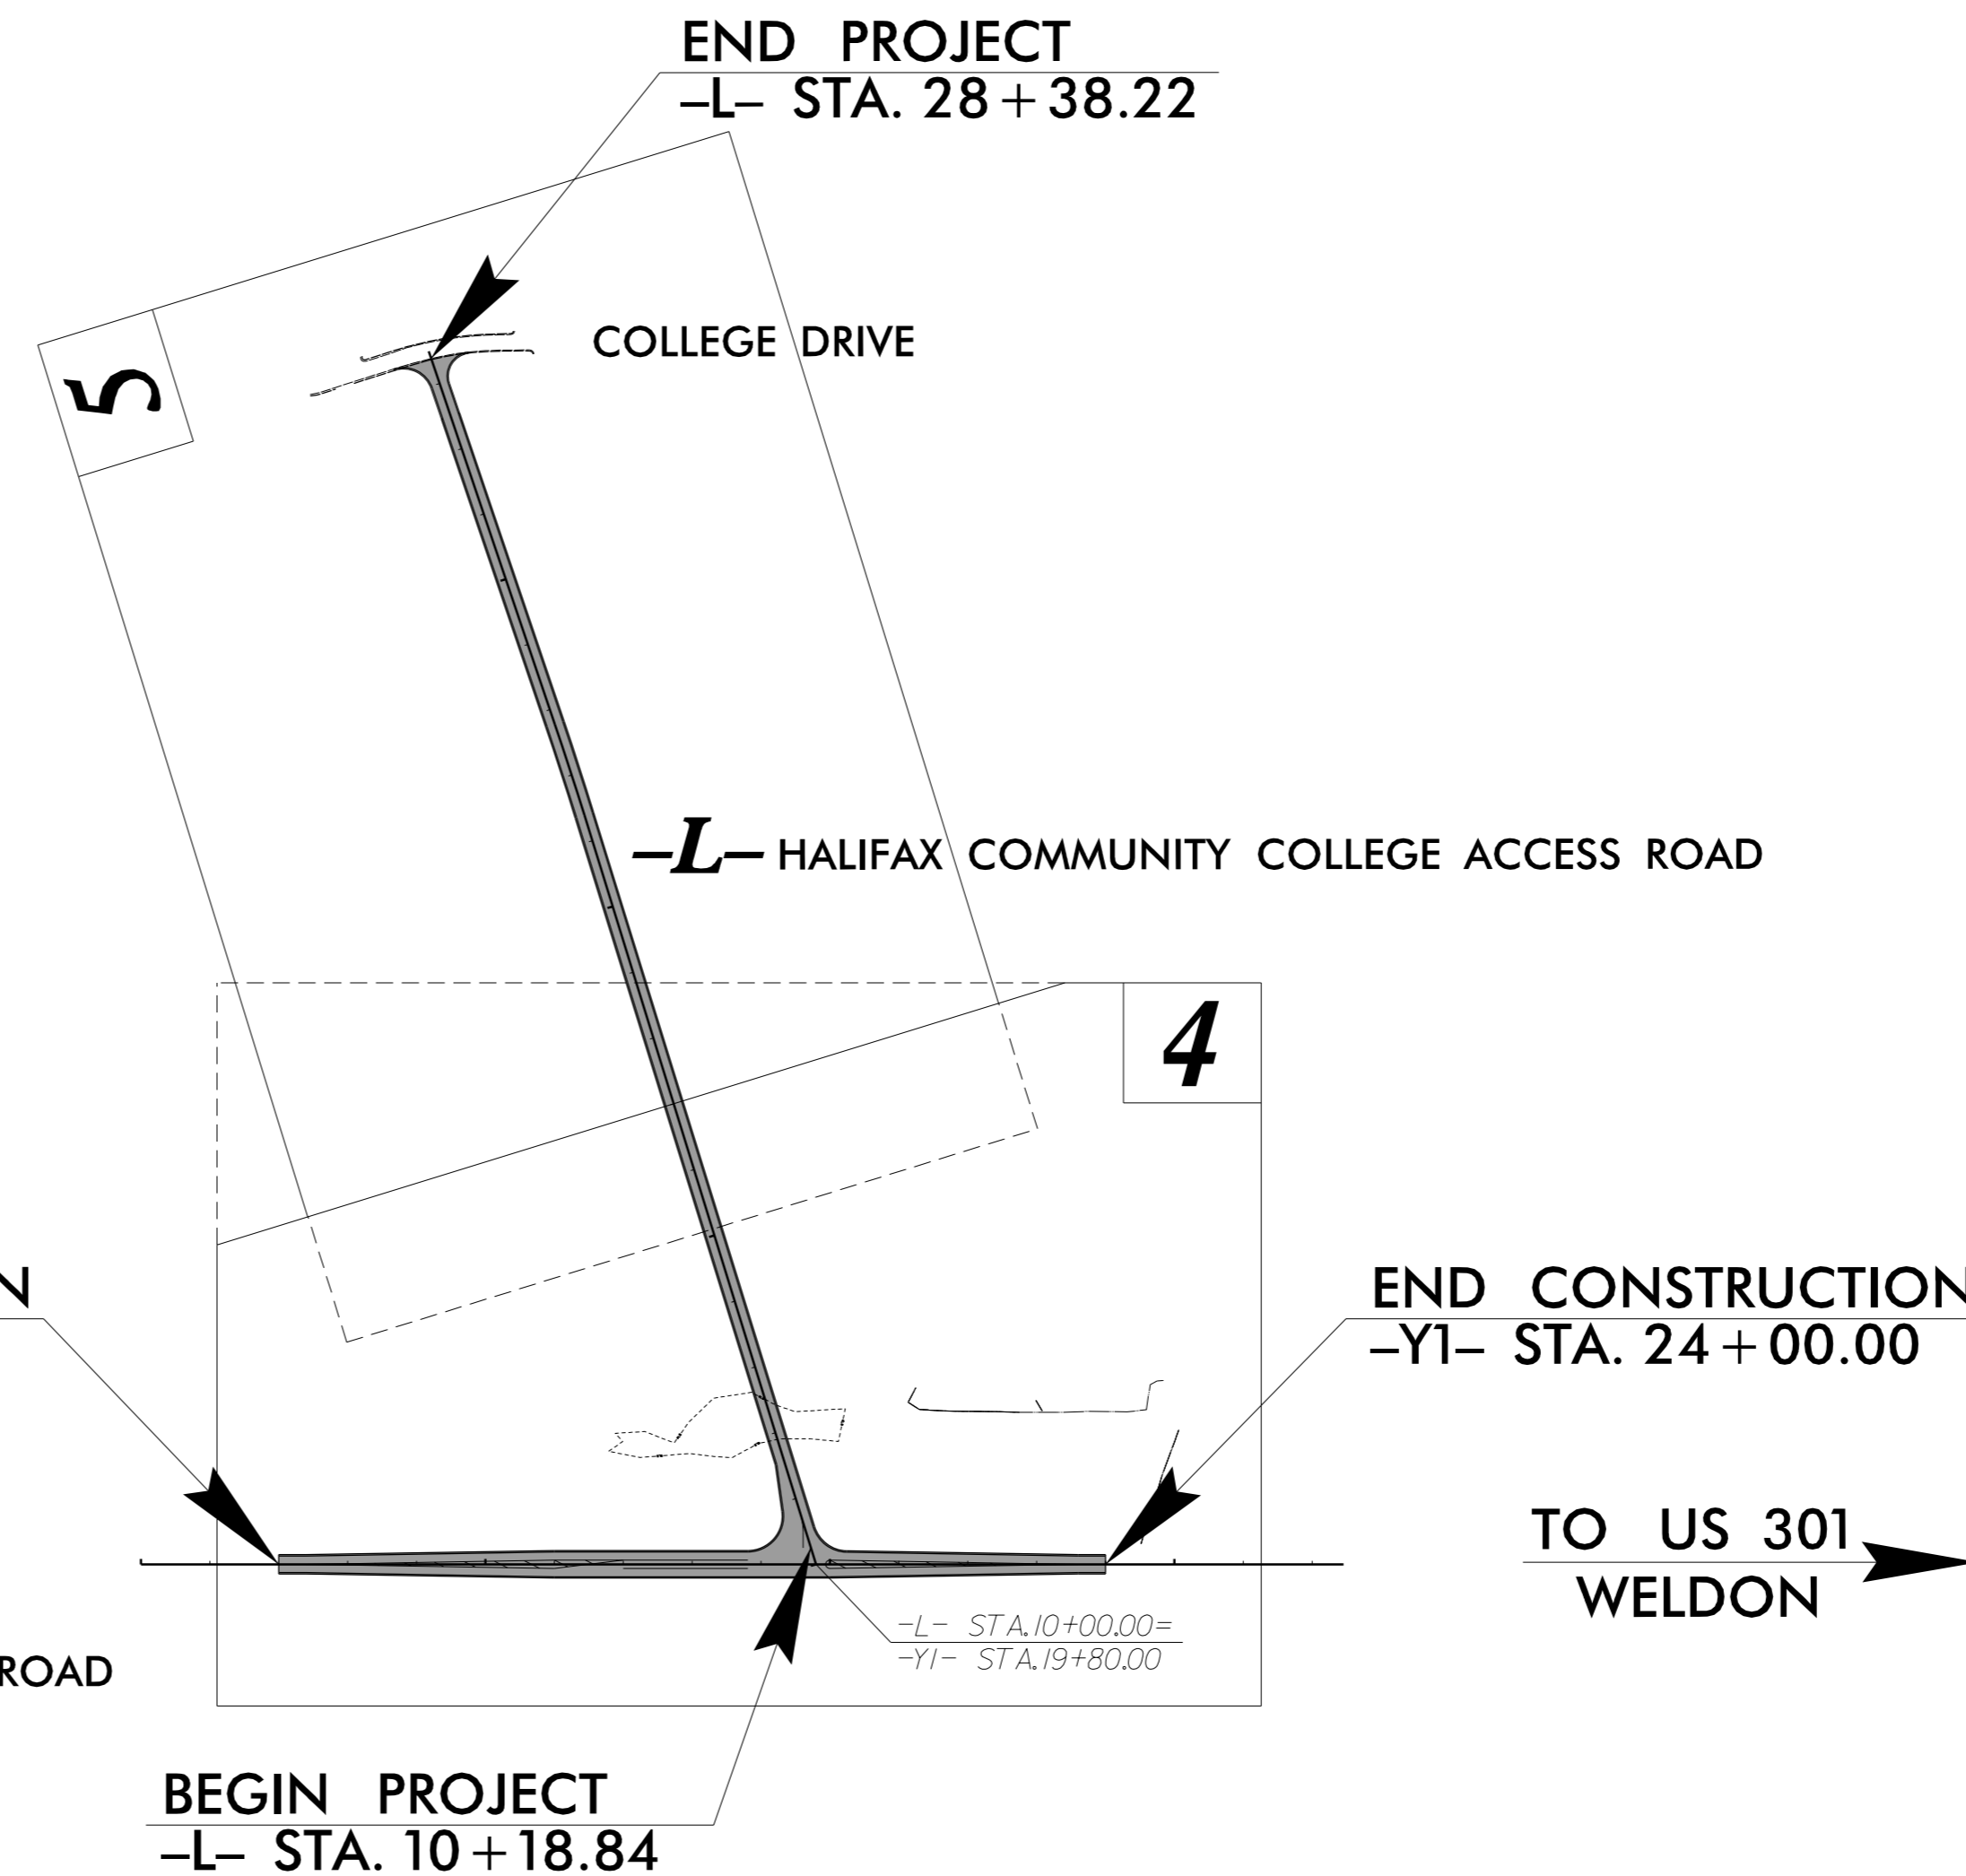 END PROJECT
-L- STA. 28+38.22
COLLEGE DRIVE
5
-L- HALIFAX COMMUNITY COLLEGE ACCESS ROAD
4
N
END CONSTRUCTION
-Y1- STA. 24+00.00
TO US 301
WELDON
-L- STA.10+00.00=
-Y1- STA.19+80.00
ROAD
BEGIN PROJECT
-L- STA. 10+18.84